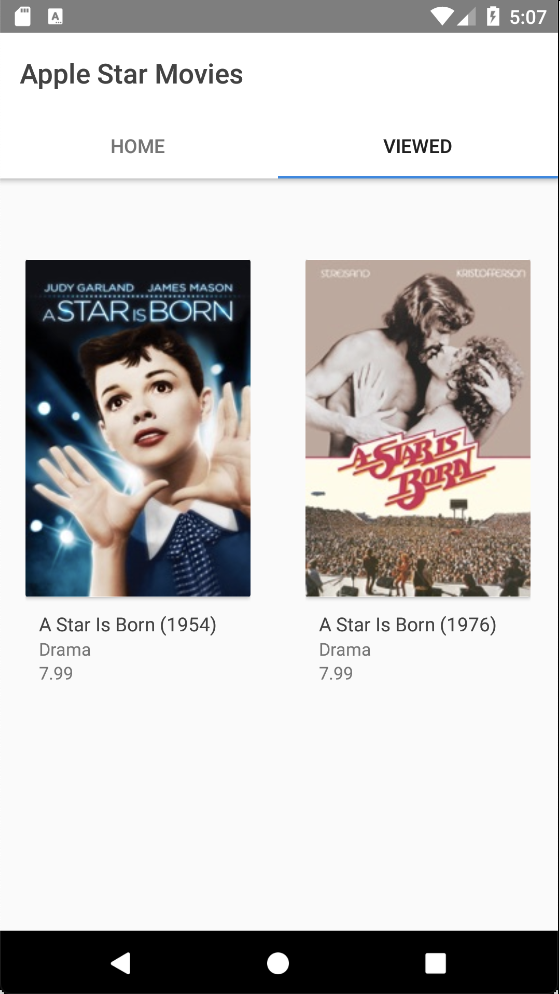 5:07
Apple Star Movies
HOME VIEWED
JUDY GARLAND JAMES MASON
A STAR IS BORN
STREISAND KRISTOFFERSON
A STAR IS
BORN
A Star Is Born (1954)
Drama
7.99
A Star Is Born (1976)
Drama
7.99